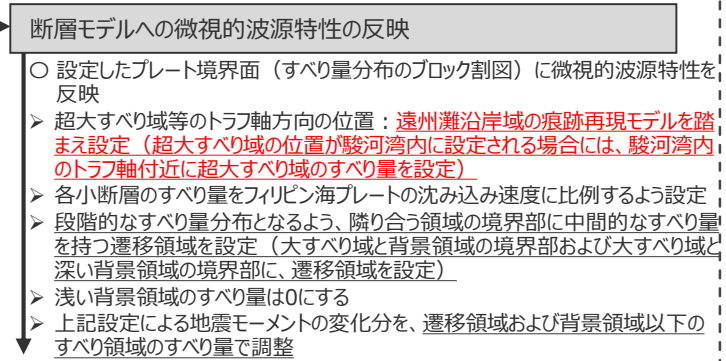 断層モデルへの微視的波源特性の反映
○ 設定したプレート境界面（すべり量分布のブロック割図）に微視的波源特性を
反映
➢ 超大すべり域等のトラフ軸方向の位置：遠州灘沿岸域の痕跡再現モデルを踏
まえ設定（超大すべり域の位置が駿河湾内に設定される場合には、駿河湾内
のトラフ軸付近に超大すべり域のすべり量を設定）
➢ 各小断層のすべり量をフィリピン海プレートの沈み込み速度に比例するよう設定
➢ 段階的なすべり量分布となるよう、隣り合う領域の境界部に中間的なすべり量
を持つ遷移領域を設定（大すべり域と背景領域の境界部および大すべり域と
深い背景領域の境界部に、遷移領域を設定）
➢ 浅い背景領域のすべり量は0にする
➢ 上記設定による地震モーメントの変化分を、遷移領域および背景領域以下の
すべり領域のすべり量で調整